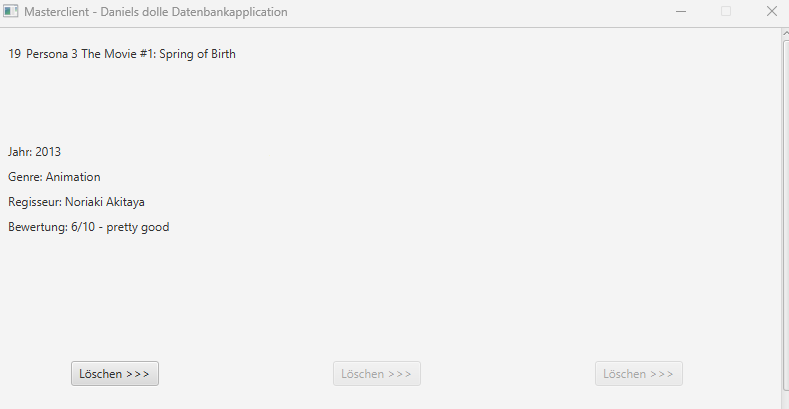 Masterclient - Daniels dolle Datenbankapplication
19 Persona 3 The Movie #1: Spring of Birth
Jahr: 2013
Genre: Animation
Regisseur: Noriaki Akitaya
Bewertung: 6/10 - pretty good
Löschen >>> Löschen >>> Löschen >>>